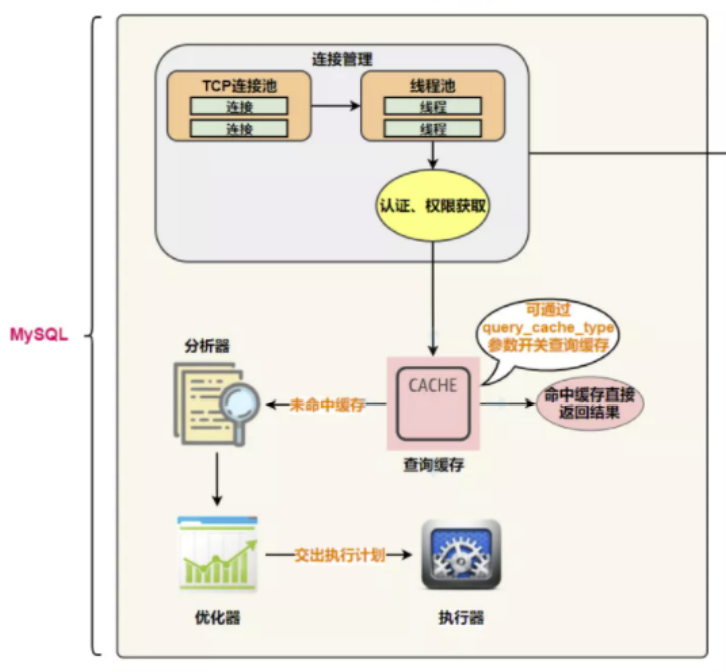 连接管理
TCP连接池
线程池
连接
线程
连接
线程
认证、权限获取
MySQL
可通过
query_cache_type
参数开关查询缓存
分析器
CACHE
未命中缓存
命中缓存直接
返回结果
查询缓存
交出执行计划
优化器
执行器